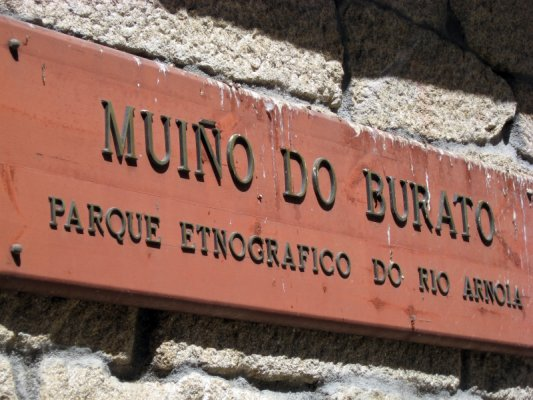 MUIÑO DO BURATO
PARQUE ETNOGRAFICO DO RIO ARNOIA